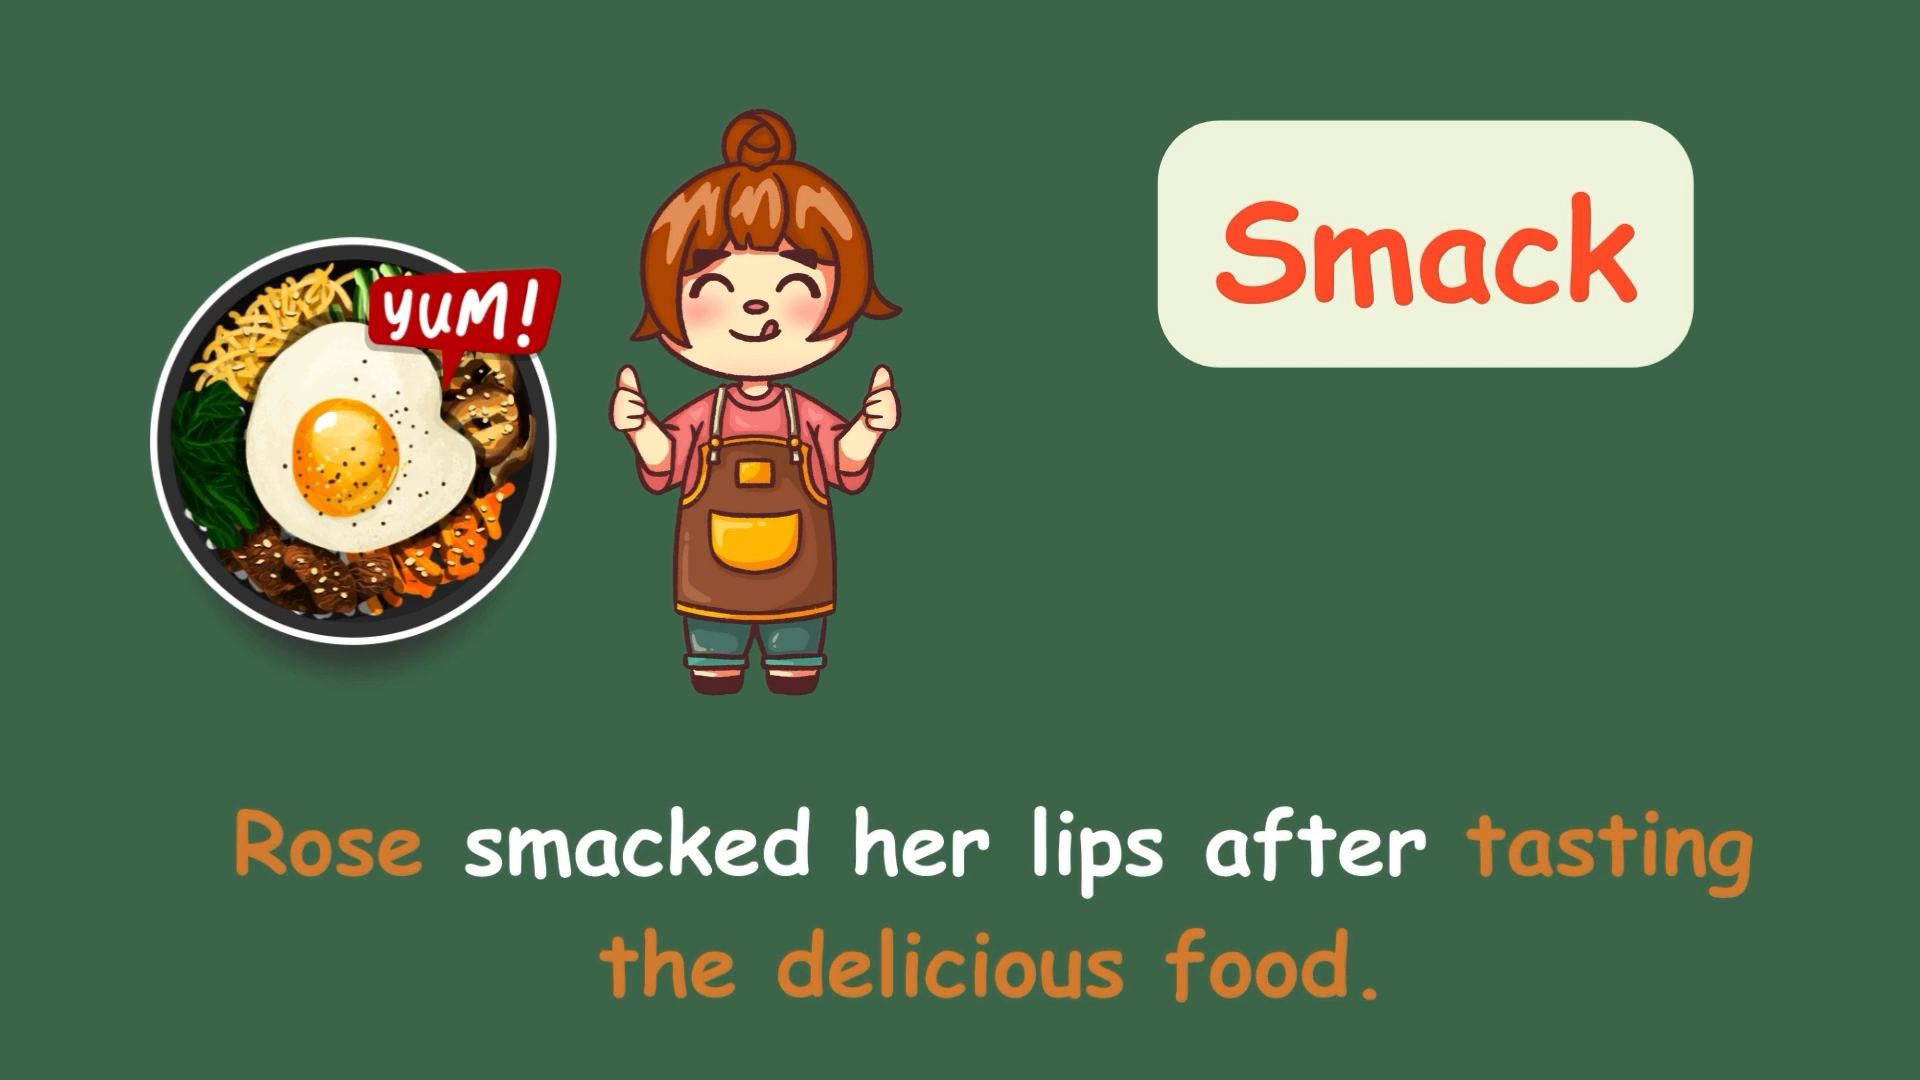 Smack
YUM!
Rose smacked her lips after tasting
the delicious food.